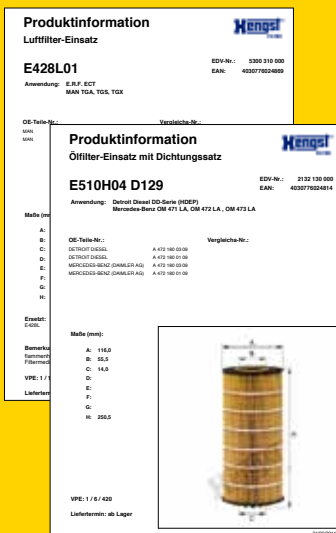 Produktinformation
Luftfilter-Einsatz
Hengst
E428L01
EDV-Nr.: 5300 310 000
EAN: 4030776024869
Anwendung: E.R.F. ECT
MAN TGA, TGS, TGX
OE-Teile-Nr.:
Vergleichs-Nr.:
MAN
MAN
Maße (mm
A:
B:
C:
D:
E:
F:
G:
H:
Ersetzt:
E428L
Bemerku
flammenh
Filtermedi
VPE: 1 / 1
Liefertern
Produktinformation
Ölfilter-Einsatz mit Dichtungssatz
Hengst
E510H04 D129
EDV-Nr.: 2132 130 000
EAN: 4030776024814
Anwendung: Detroit Diesel DD-Serie (HDEP)
Mercedes-Benz OM 471 LA, OM 472 LA , OM 473 LA
OE-Teile-Nr.: Vergleichs-Nr.:
DETROIT DIESEL A 472 180 03 09
DETROIT DIESEL A 472 180 01 09
MERCEDES-BENZ (DAIMLER AG) A 472 180 03 09
MERCEDES-BENZ (DAIMLER AG) A 472 180 01 09
Maße (mm):
A: 116,0
B: 55,5
C: 14,0
D:
E:
F:
G:
H: 250,5
VPE: 1 / 6 / 420
Liefertermin: ab Lager